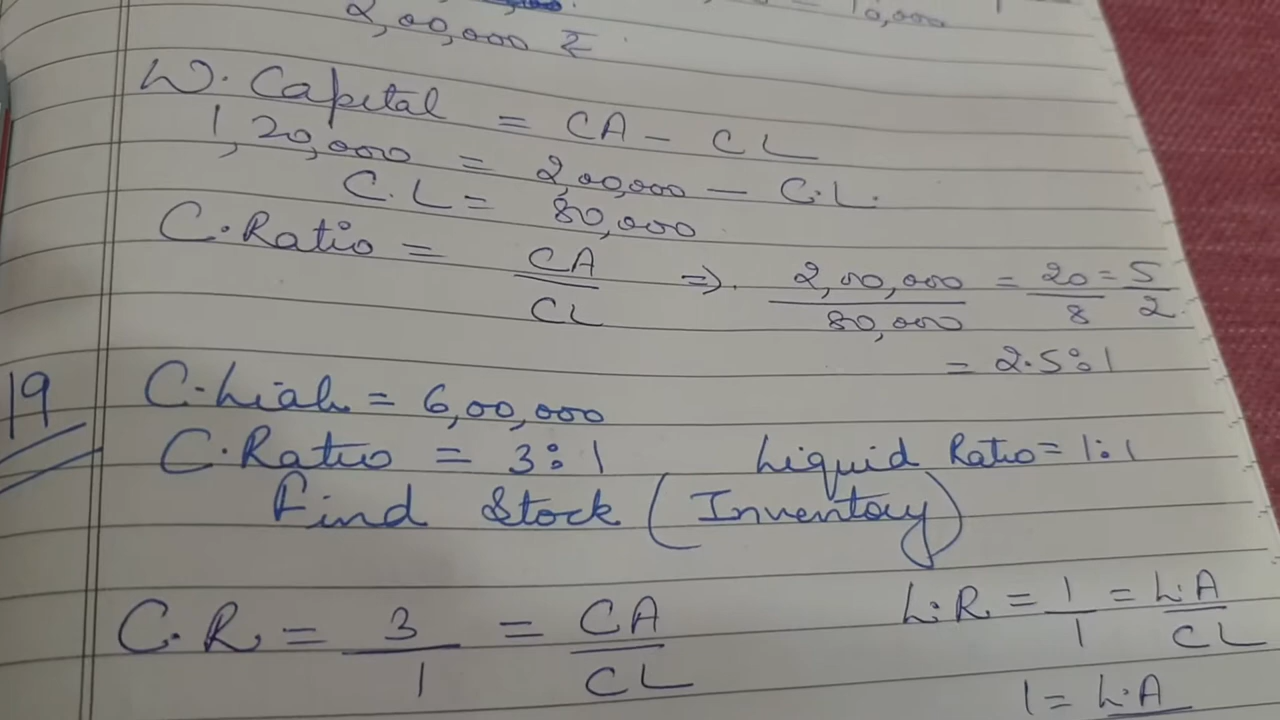 10,000
2,00,000 ₹
W. Capital = CA - CL
1,20,000 = 2,00,000 - C.L.
C.L = 80,000
C.Ratio = CA/CL ⇒ 2,00,000/80,000 = 20/8 = 5/2
= 2.5:1
19 C.Liab. = 6,00,000
C.Ratio = 3:1 Liquid Ratio = 1:1
Find Stock (Inventory)
C.R = 3/1 = CA/CL L.R = 1/1 = L.A/CL
1 = L.A